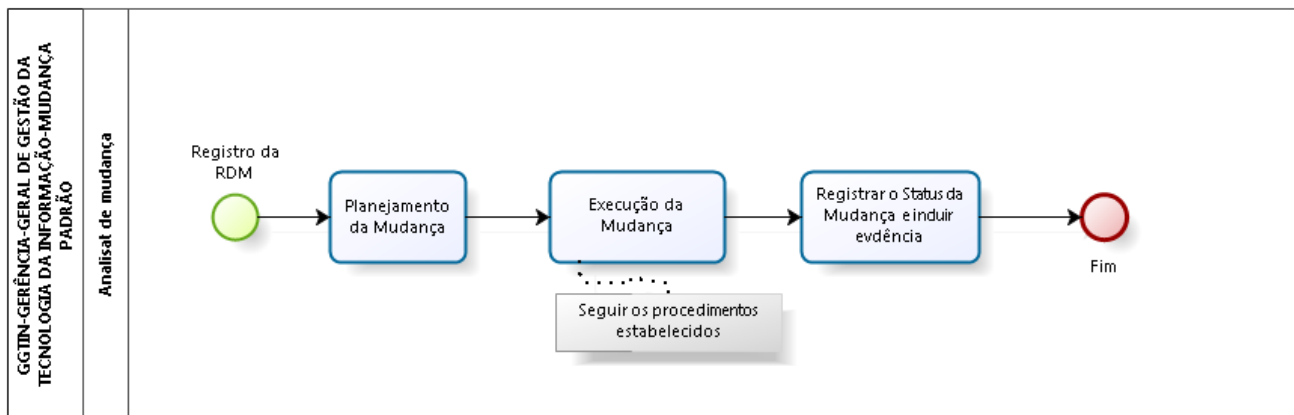 GGTIN-GERÊNCIA-GERAL DE GESTÃO DA
TECNOLOGIA DA INFORMAÇÃO-MUDANÇA
PADRÃO
Analisat de mudança
Registro da
RDM
Planejamento
da Mudança
Execução da
Mudança
Registrar o Status da
Mudança e induir
evdência
Fim
Seguir os procedimentos
estabelecidos